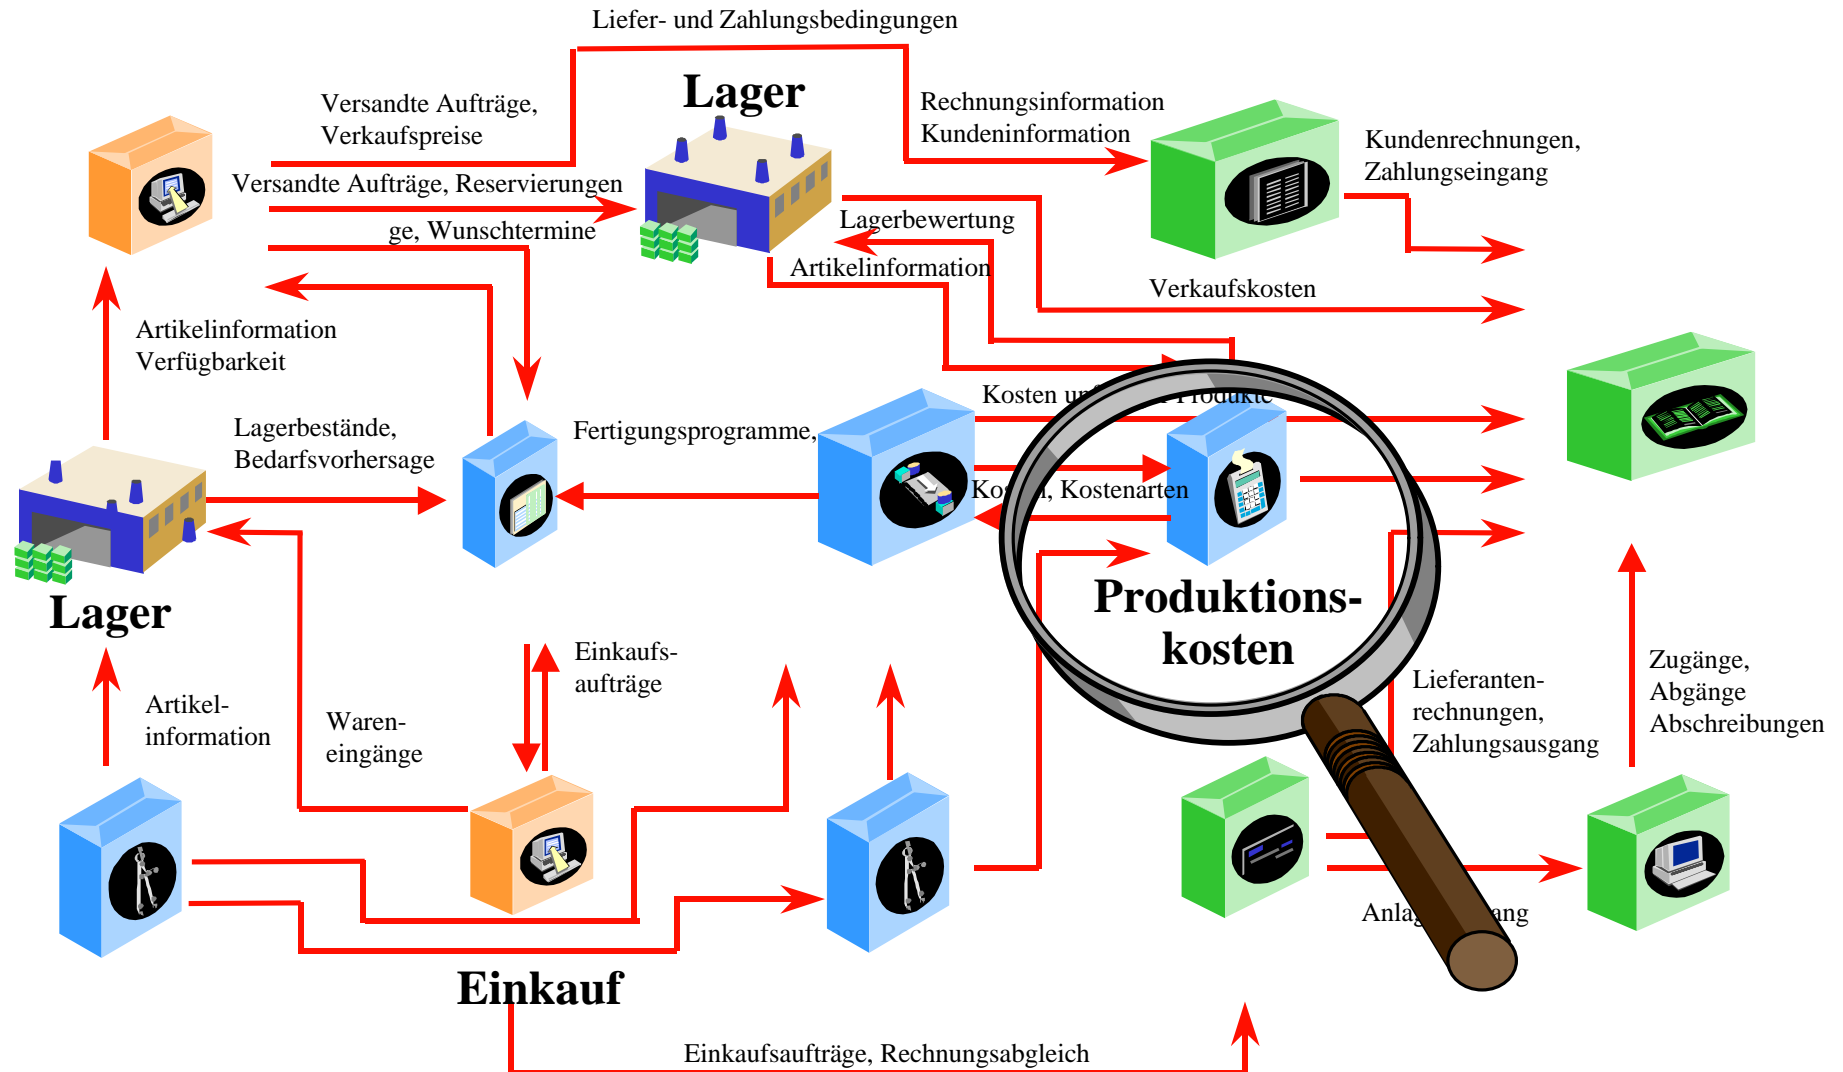 Liefer- und Zahlungsbedingungen
Lager
Versandte Aufträge,
Verkaufspreise
Rechnungsinformation
Kundeninformation
Kundenrechnungen,
Zahlungseingang
Versandte Aufträge, Reservierungen
ge, Wunschtermine
Lagerbewertung
Artikelinformation
Verkaufskosten
Artikelinformation
Verfügbarkeit
Lagerbestände,
Bedarfsvorhersage
Fertigungsprogramme,
Kosten Produkte
Kostenarten
Lager
Produktions-
kosten
Einkaufs-
aufträge
Artikel-
information
Waren-
eingänge
Lieferanten-
rechnungen,
Zahlungsausgang
Zugänge,
Abgänge
Abschreibungen
Einkauf
Einkaufsaufträge, Rechnungsabgleich